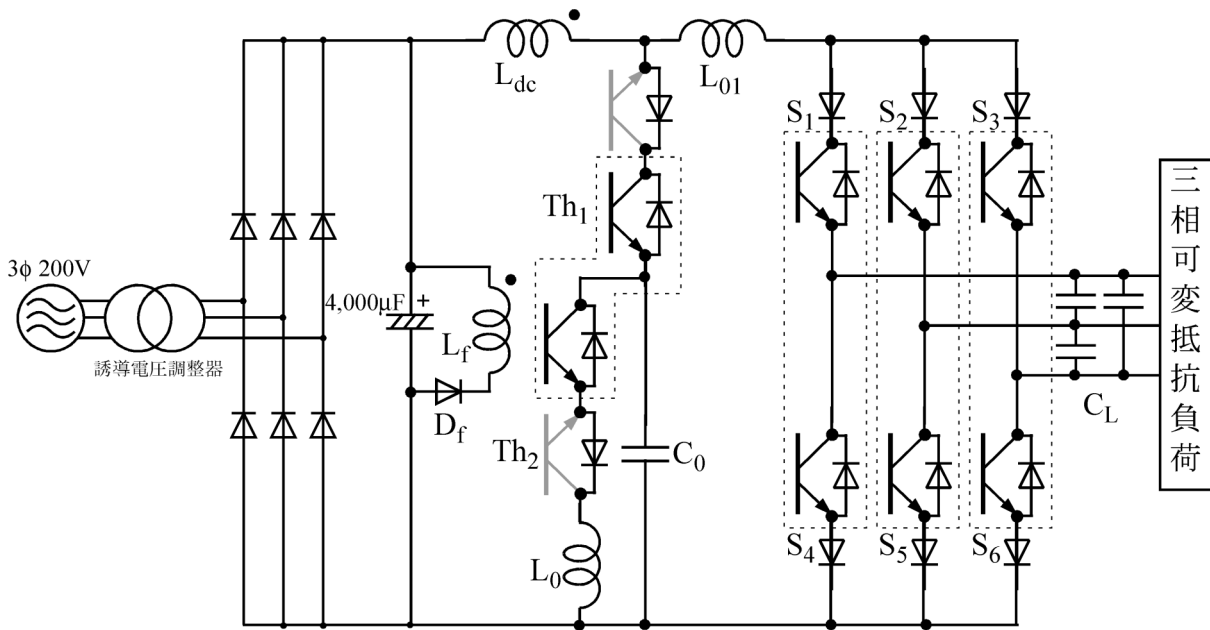 L_dc
L_01
S_1
S_2
S_3
Th_1
3φ 200V
4,000μF +
L_f
誘導電圧調整器
D_f
Th_2
C_0
C_L
L_0
S_4
S_5
S_6
三相可変抵抗負荷